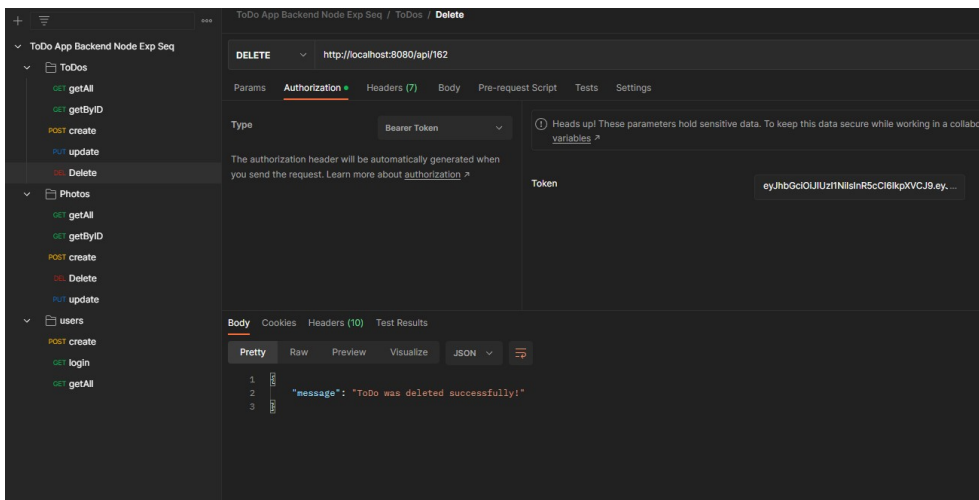 ToDo App Backend Node Exp Seq / ToDos / Delete
ToDo App Backend Node Exp Seq
ToDos
GET getAll
GET getByID
POST create
PUT update
DEL Delete
Photos
GET getAll
GET getByID
POST create
DEL Delete
PUT update
users
POST create
GET login
GET getAll
DELETE http://localhost:8080/api/162
Params Authorization Headers (7) Body Pre-request Script Tests Settings
Type Bearer Token
The authorization header will be automatically generated when
you send the request. Learn more about authorization ↗
Heads up! These parameters hold sensitive data. To keep this data secure while working in a collabo
variables ↗
Token eyJhbGciOiJIUzI1NiIsInR5cCI6IkpXVCJ9.ey. ...
Body Cookies Headers (10) Test Results
Pretty Raw Preview Visualize JSON
1 {
2 "message": "ToDo was deleted successfully!"
3 }